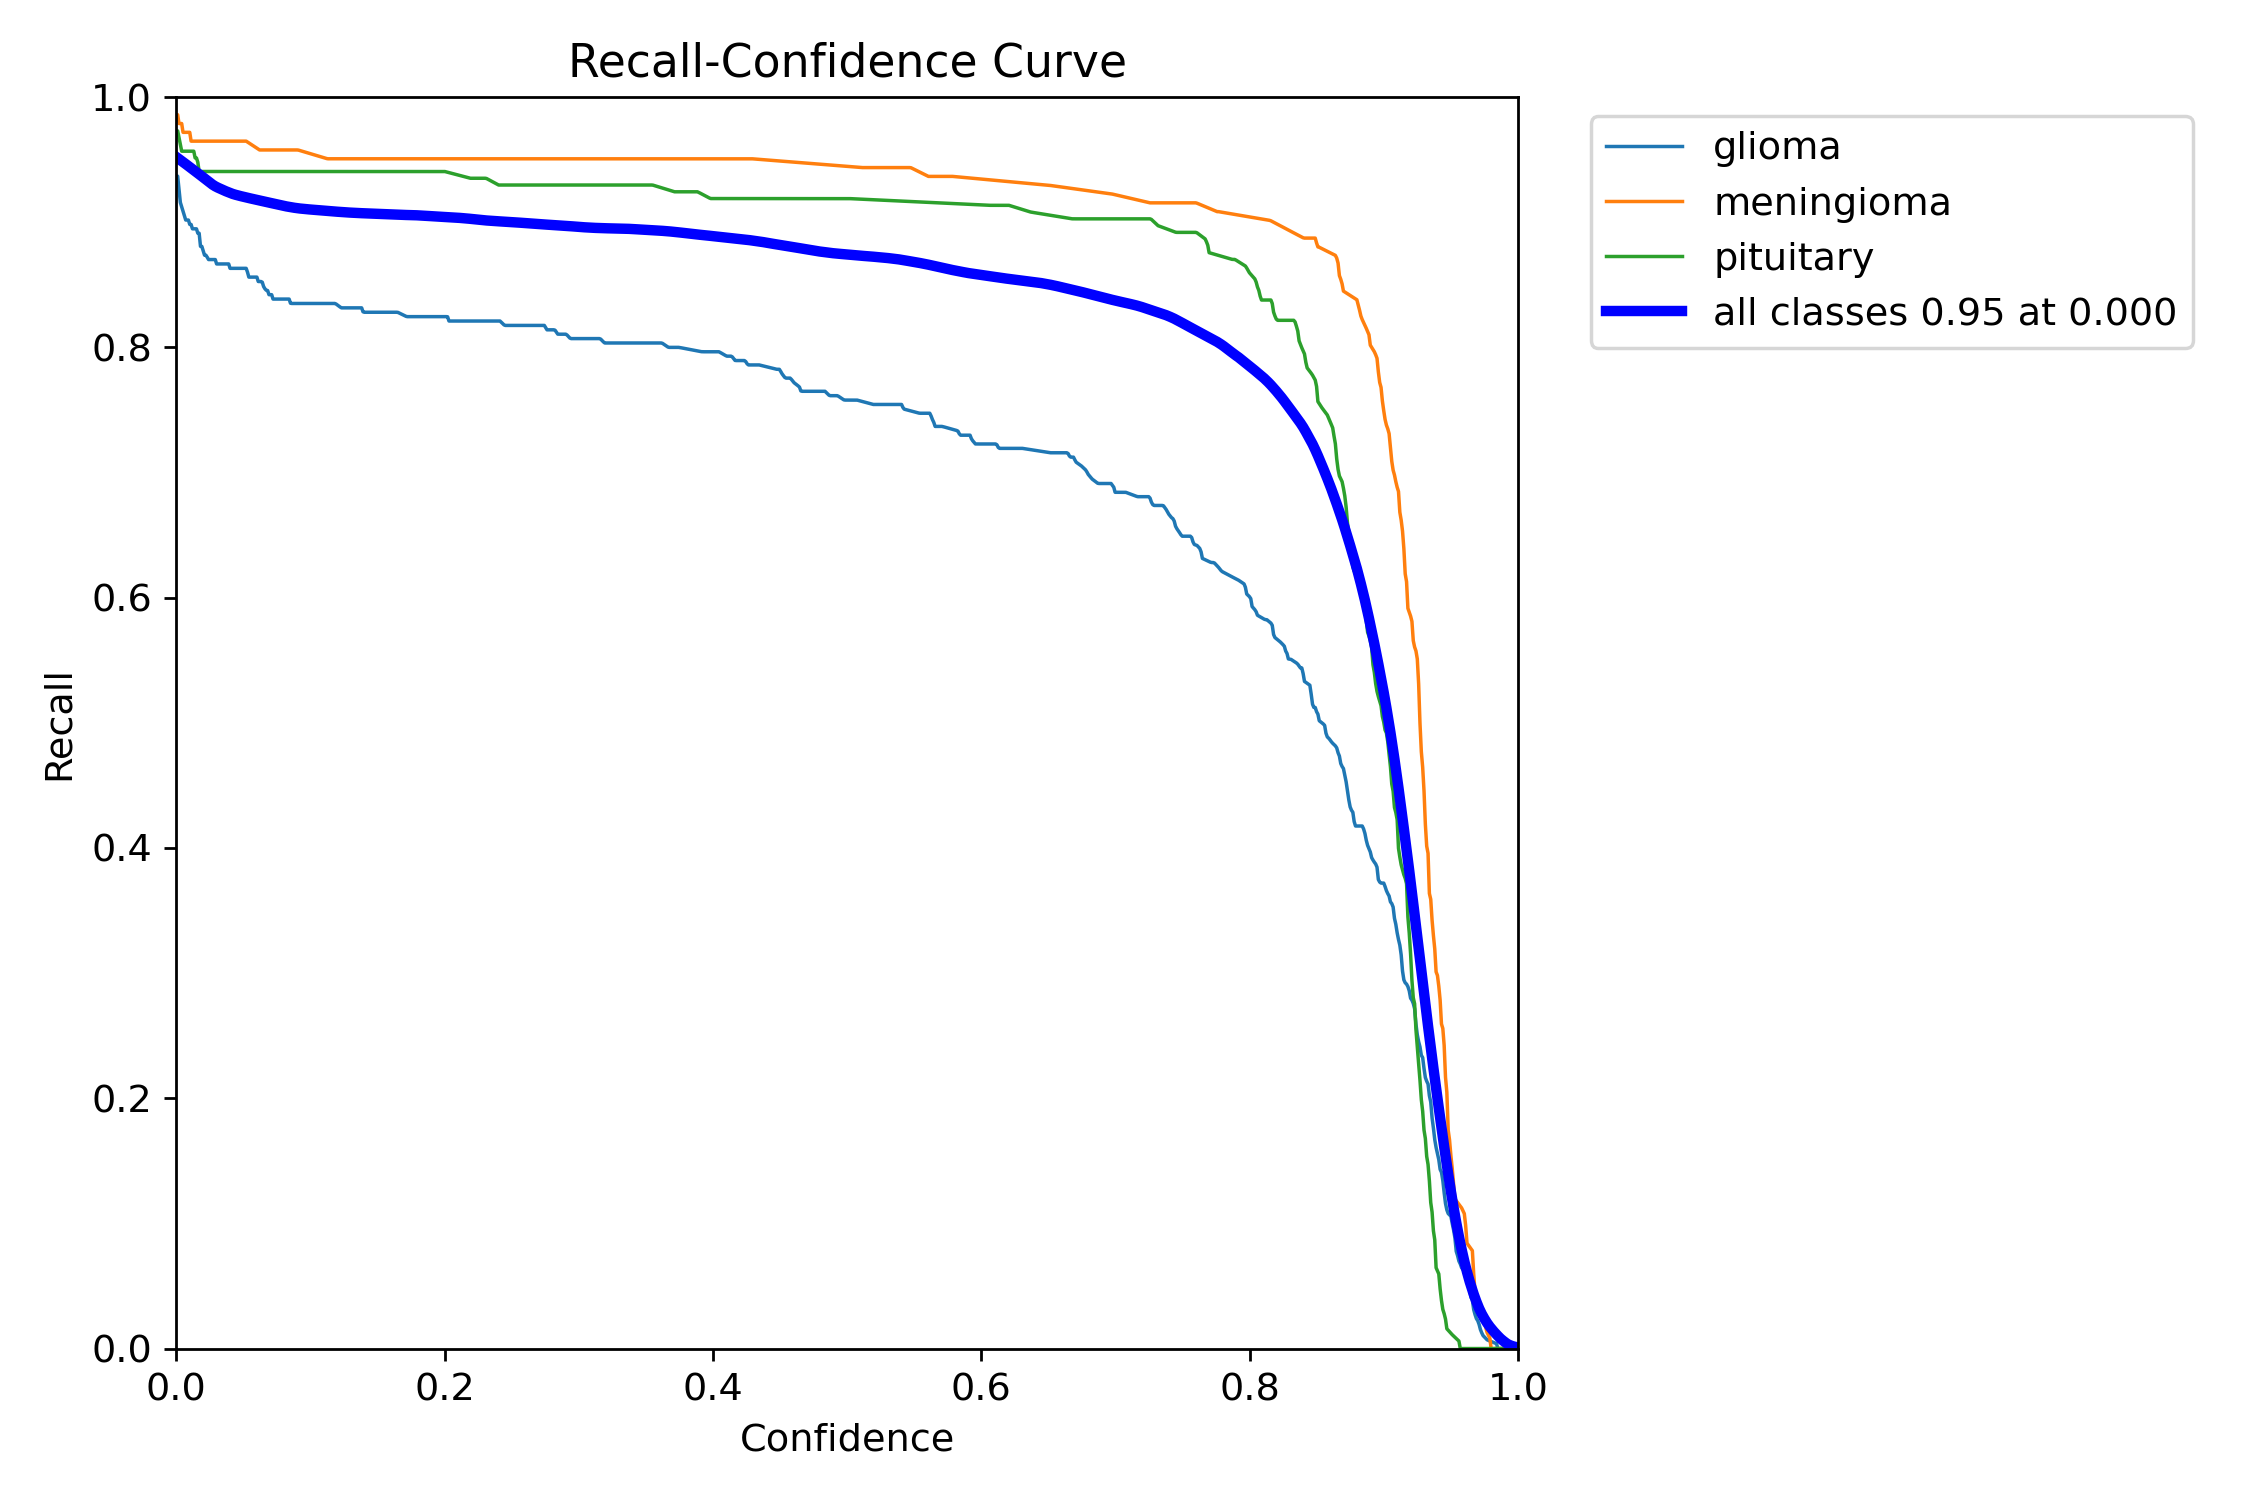 Recall-Confidence Curve
1.0
0.8
0.6
0.4
0.2
0.0
Recall
0.0 0.2 0.4 0.6 0.8 1.0
Confidence
glioma
meningioma
pituitary
all classes 0.95 at 0.000